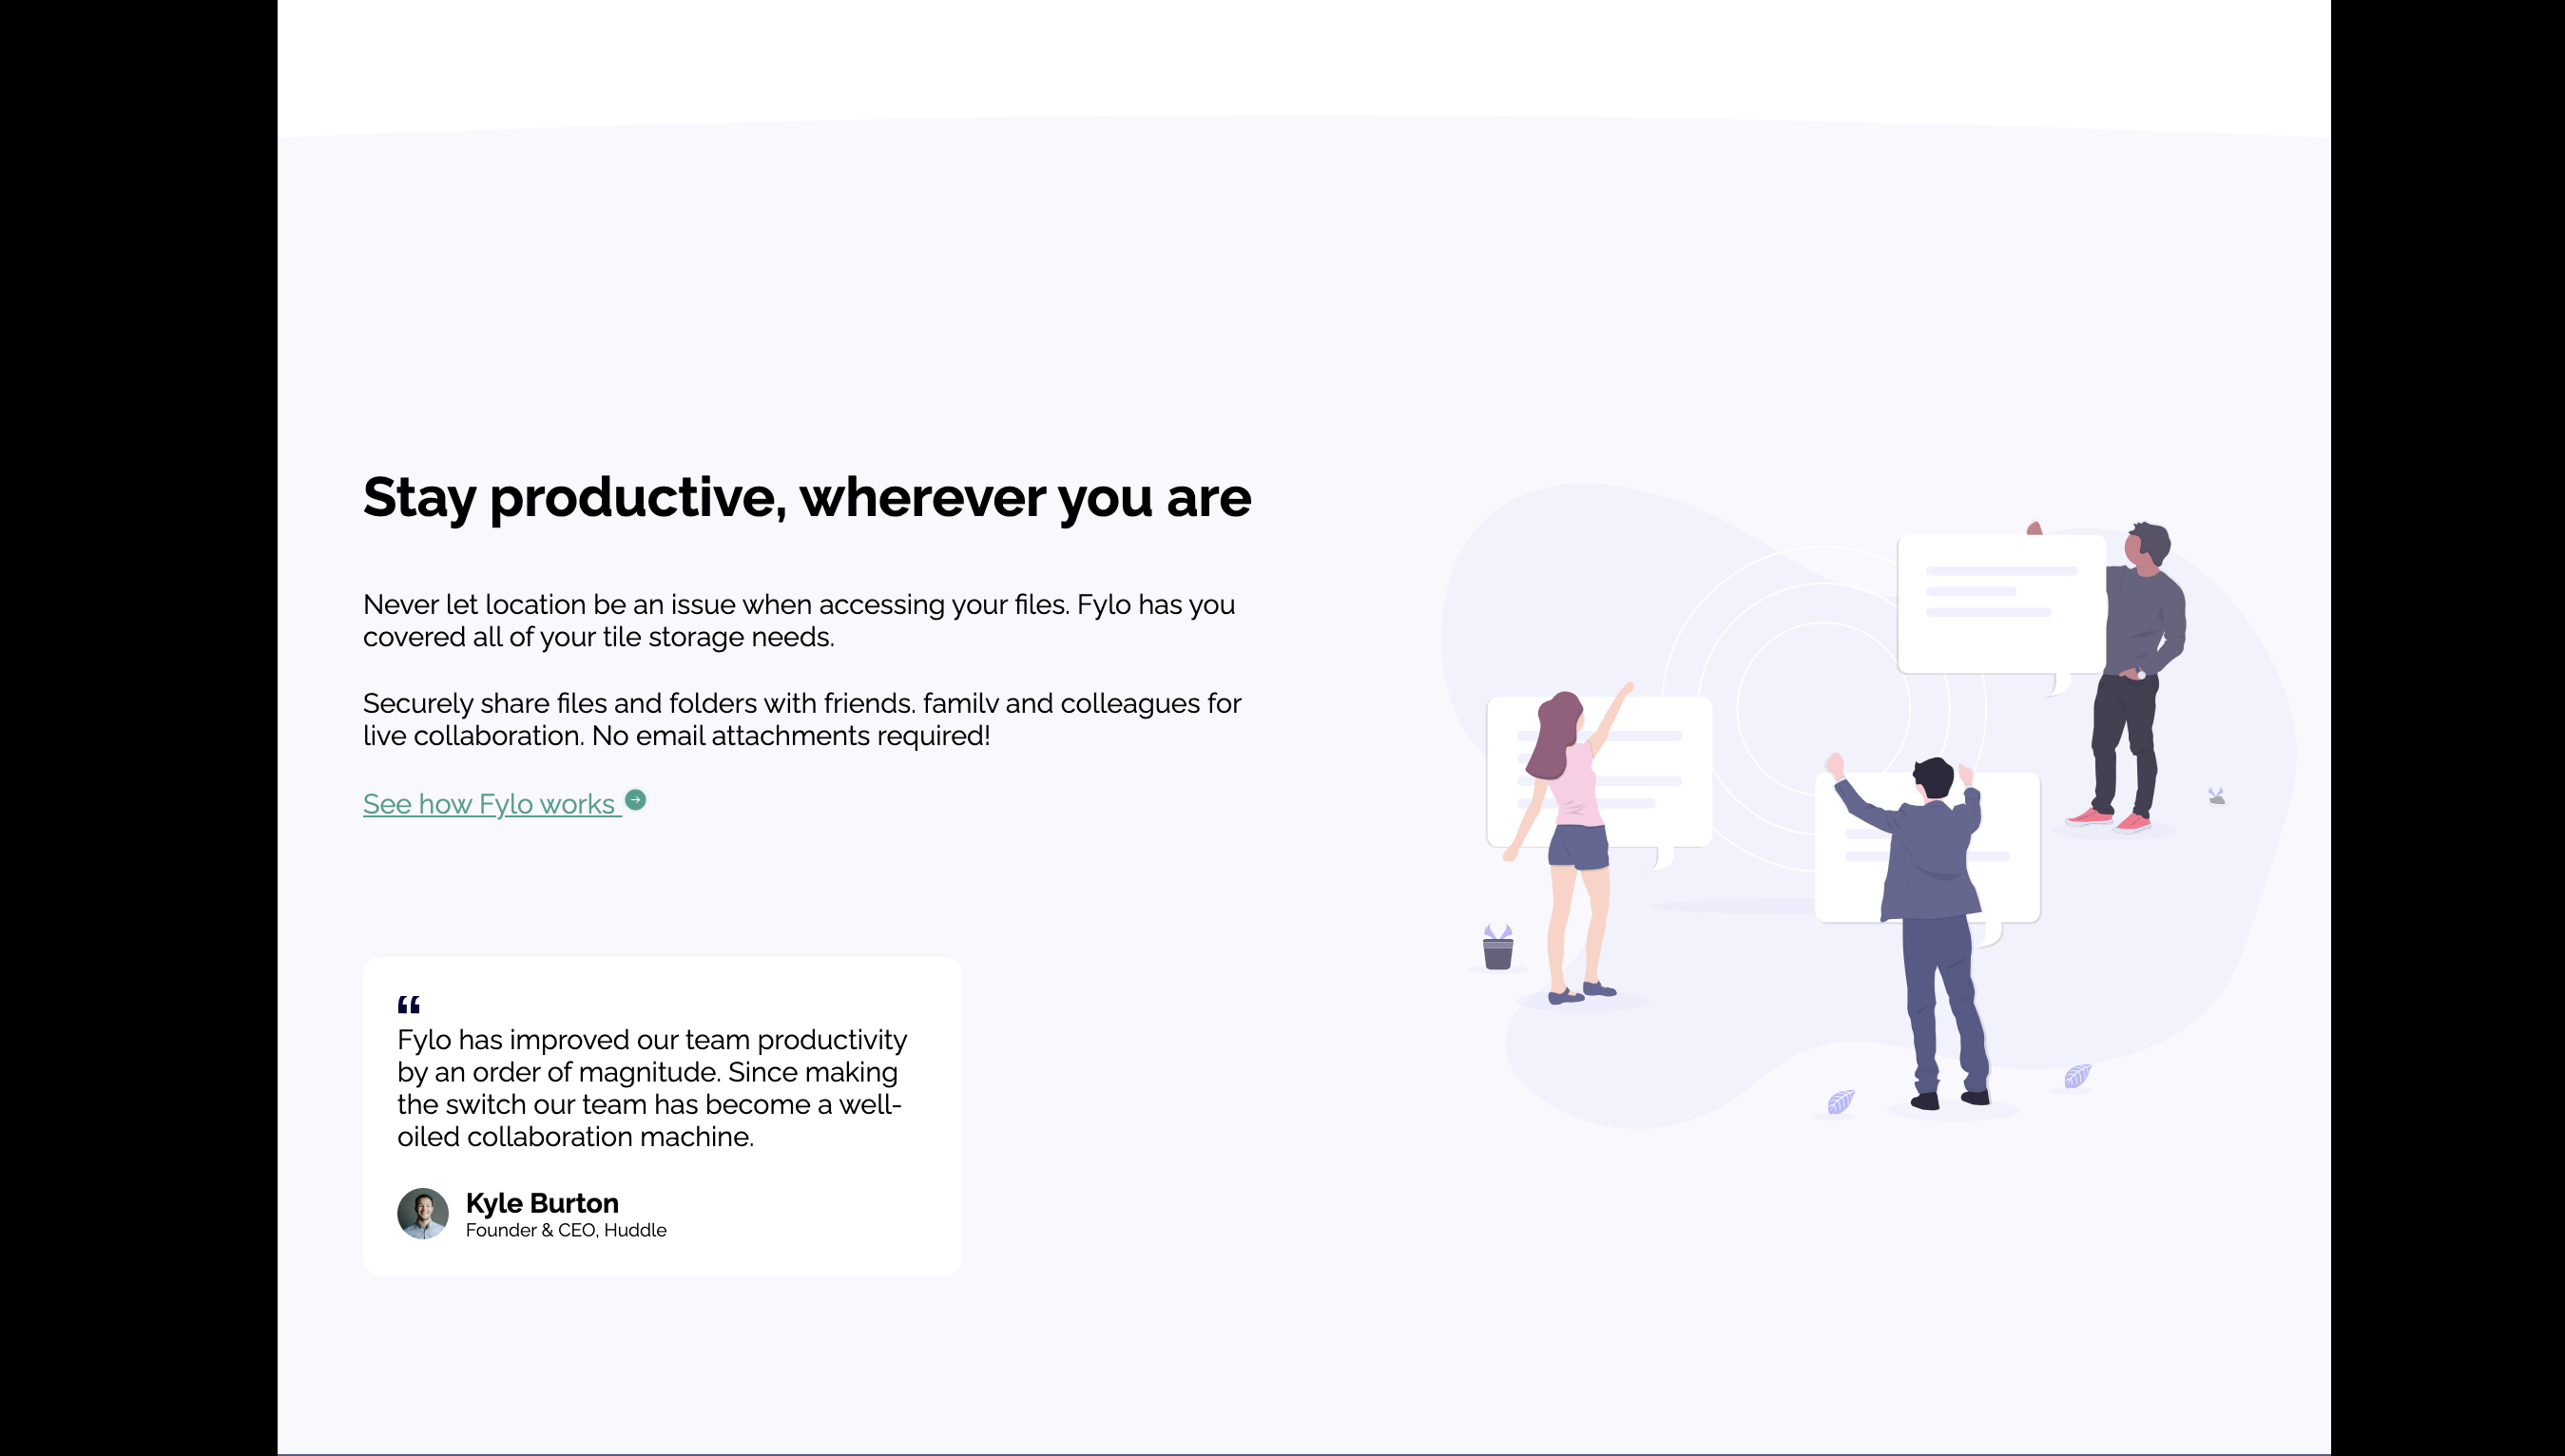 Stay productive, wherever you are
Never let location be an issue when accessing your files. Fylo has you
covered all of your tile storage needs.
Securely share files and folders with friends. familv and colleagues for
live collaboration. No email attachments required!
See how Fylo works
“
Fylo has improved our team productivity
by an order of magnitude. Since making
the switch our team has become a well-
oiled collaboration machine.
Kyle Burton
Founder & CEO, Huddle